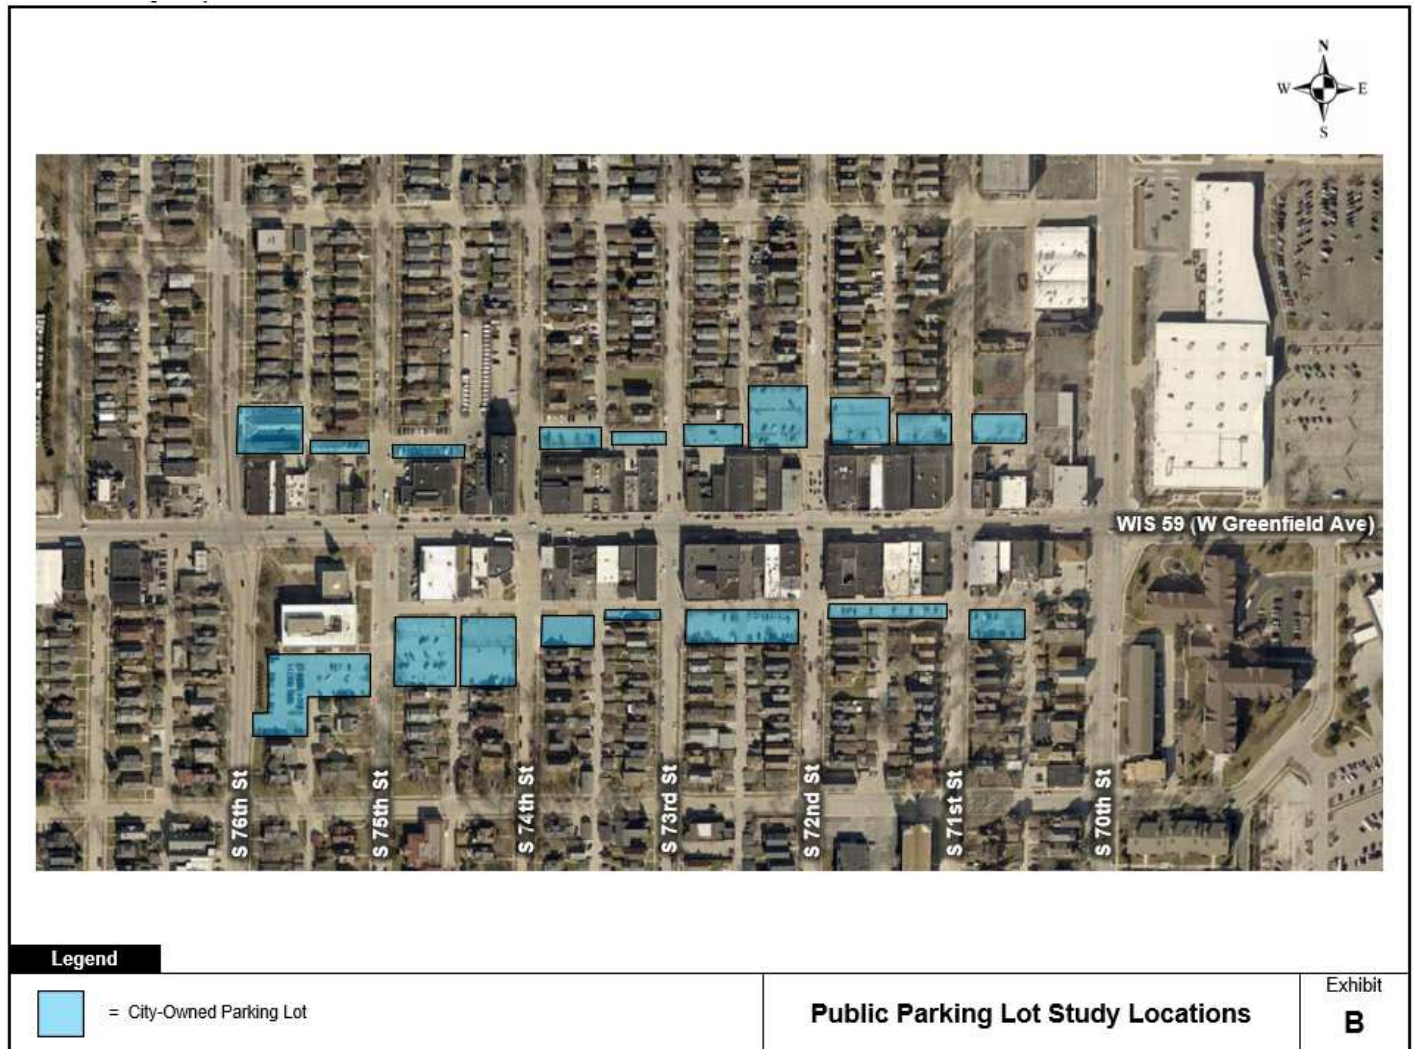 N
W E
S
WIS 59 (W Greenfield Ave)
S 76th St
S 75th St
S 74th St
S 73rd St
S 72nd St
S 71st St
S 70th St
Legend
= City-Owned Parking Lot
Public Parking Lot Study Locations
Exhibit
B